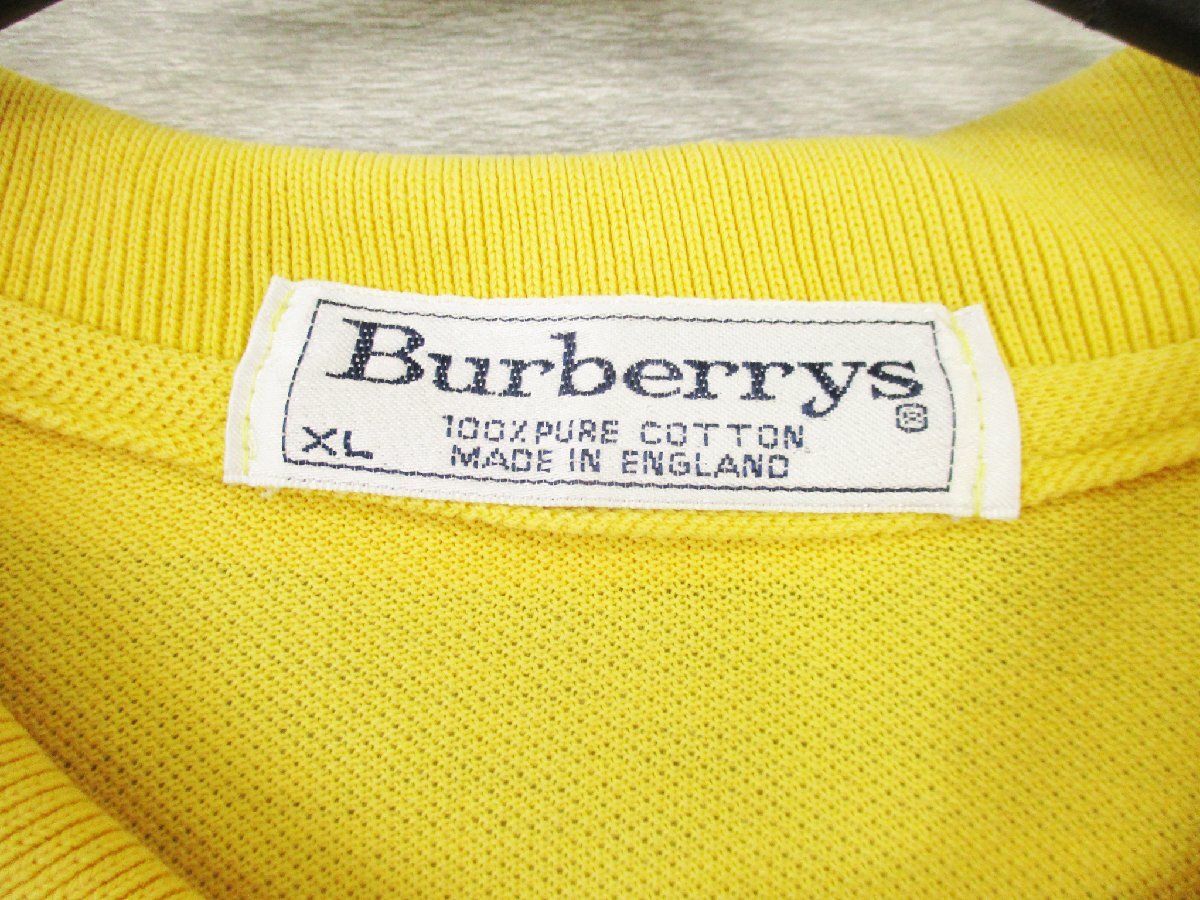 Burberrys
®
XL 100% PURE COTTON
MADE IN ENGLAND